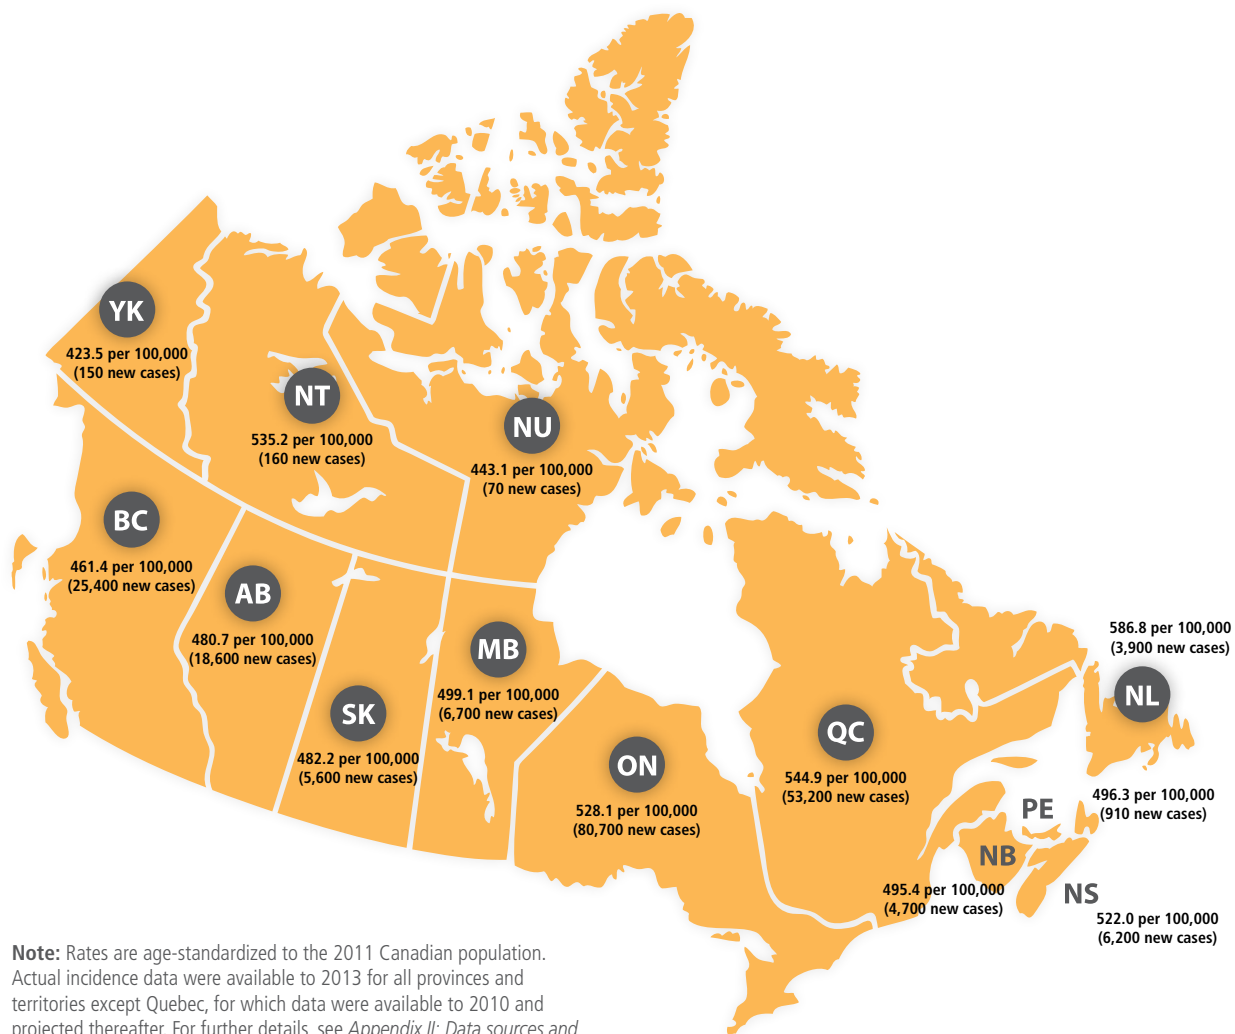 YK
423.5 per 100,000
(150 new cases)
NT
535.2 per 100,000
(160 new cases)
NU
443.1 per 100,000
(70 new cases)
BC
461.4 per 100,000
(25,400 new cases)
AB
480.7 per 100,000
(18,600 new cases)
SK
482.2 per 100,000
(5,600 new cases)
MB
499.1 per 100,000
(6,700 new cases)
ON
528.1 per 100,000
(80,700 new cases)
QC
544.9 per 100,000
(53,200 new cases)
586.8 per 100,000
(3,900 new cases)
NL
PE
496.3 per 100,000
(910 new cases)
NB
495.4 per 100,000
(4,700 new cases)
NS
522.0 per 100,000
(6,200 new cases)
Note: Rates are age-standardized to the 2011 Canadian population.
Actual incidence data were available to 2013 for all provinces and
territories except Quebec, for which data were available to 2010 and
projected thereafter. For further details, see Appendix II: Data sources and